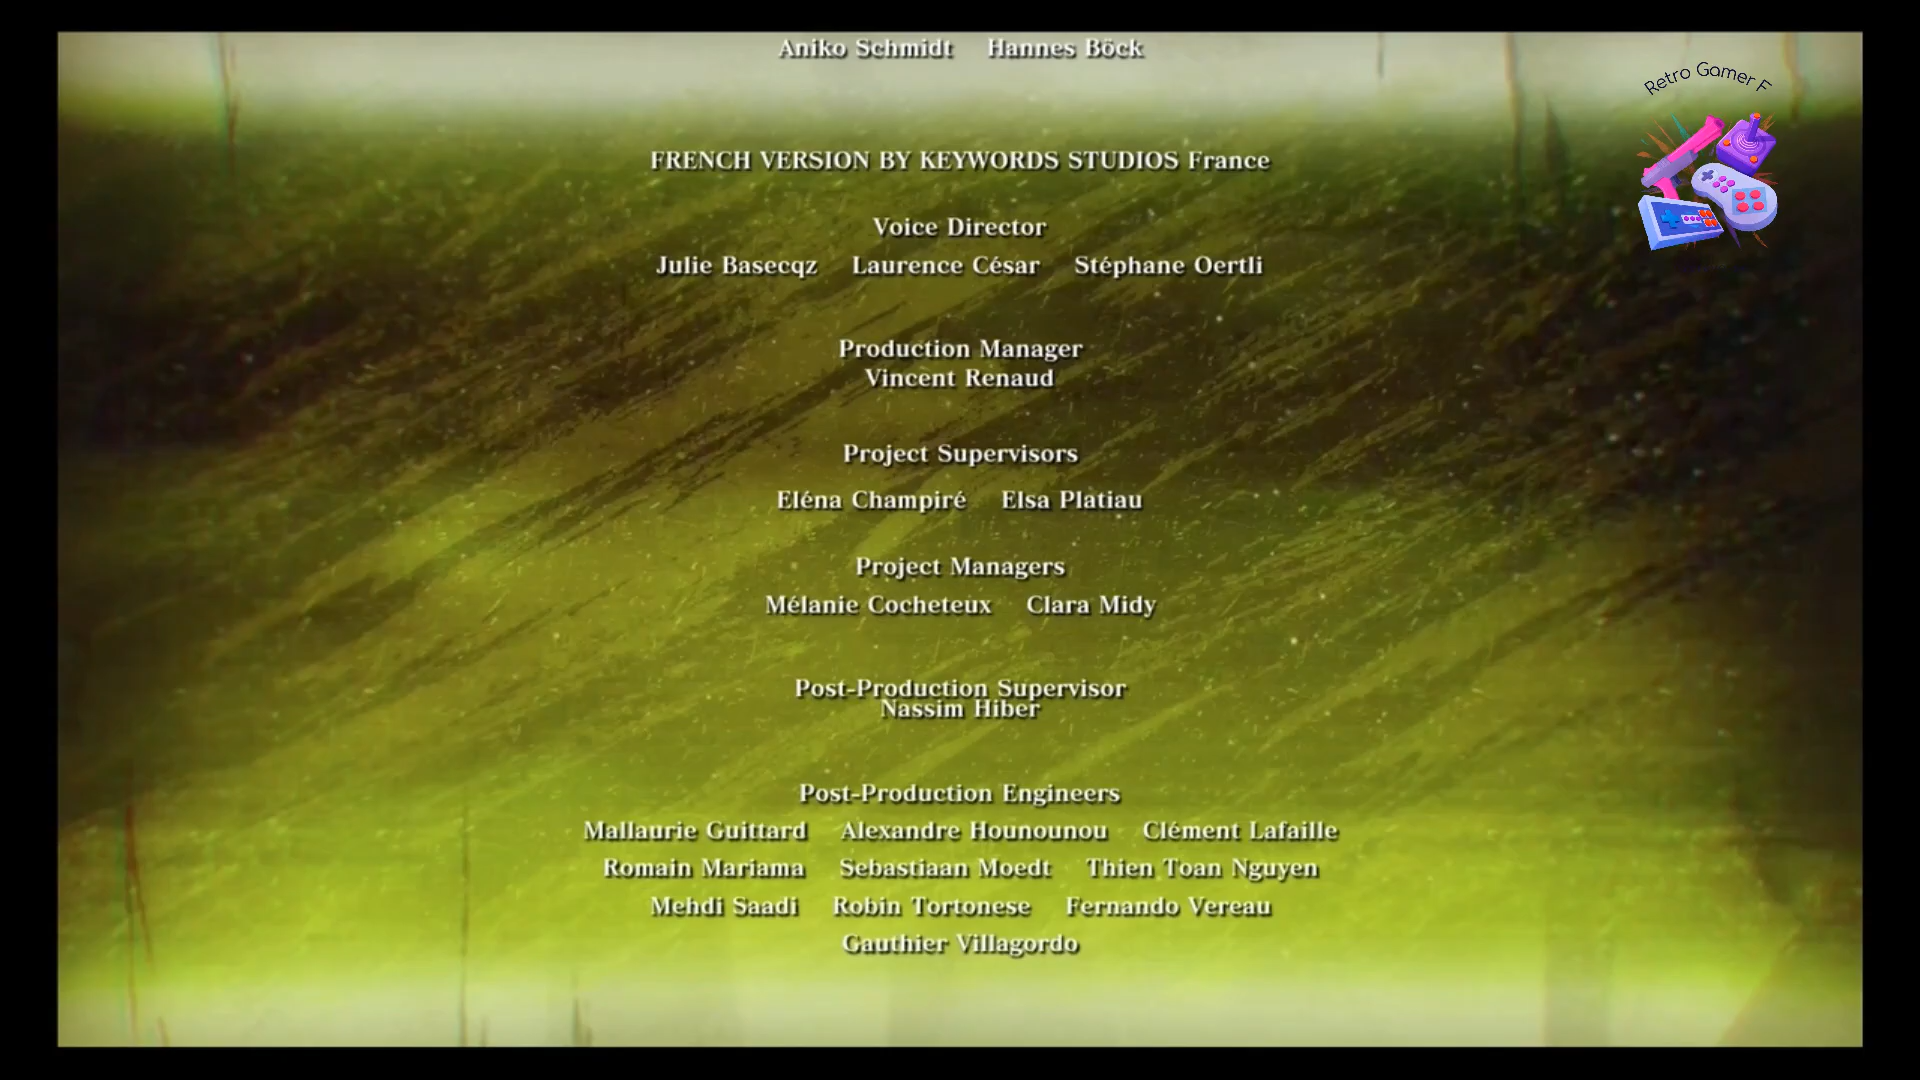 Aniko Schmidt Hannes Böck
Retro Gamer F
FRENCH VERSION BY KEYWORDS STUDIOS France
Voice Director
Julie Basecqz Laurence César Stéphane Oertli
Production Manager
Vincent Renaud
Project Supervisors
Eléna Champiré Elsa Platiau
Project Managers
Mélanie Cocheteux Clara Midy
Post-Production Supervisor
Nassim Hiber
Post-Production Engineers
Mallaurie Guittard Alexandre Hounounou Clément Lafaille
Romain Mariama Sebastiaan Moedt Thien Toan Nguyen
Mehdi Saadi Robin Tortonese Fernando Vereau
Gauthier Villagordo